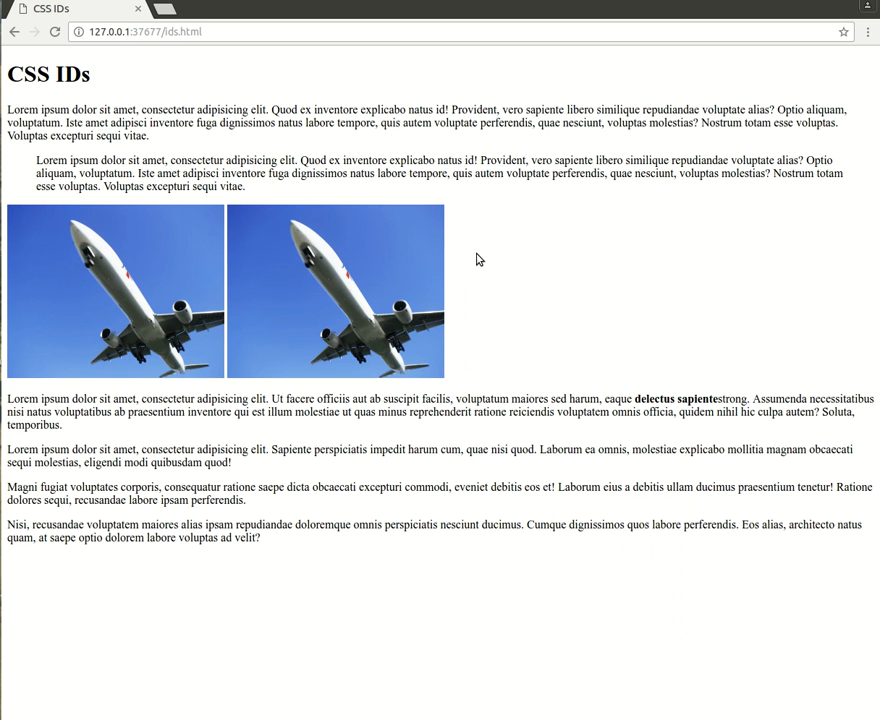 CSS IDs
127.0.0.1:37677/ids.html
CSS IDs
Lorem ipsum dolor sit amet, consectetur adipisicing elit. Quod ex inventore explicabo natus id! Provident, vero sapiente libero similique repudiandae voluptate alias? Optio aliquam,
voluptatum. Iste amet adipisci inventore fuga dignissimos natus labore tempore, quis autem voluptate perferendis, quae nesciunt, voluptas molestias? Nostrum totam esse voluptas.
Voluptas excepturi sequi vitae.
Lorem ipsum dolor sit amet, consectetur adipisicing elit. Quod ex inventore explicabo natus id! Provident, vero sapiente libero similique repudiandae voluptate alias? Optio
aliquam, voluptatum. Iste amet adipisci inventore fuga dignissimos natus labore tempore, quis autem voluptate perferendis, quae nesciunt, voluptas molestias? Nostrum totam
esse voluptas. Voluptas excepturi sequi vitae.
Lorem ipsum dolor sit amet, consectetur adipisicing elit. Ut facere officiis aut ab suscipit facilis, voluptatum maiores sed harum, eaque delectus sapientestrong. Assumenda necessitatibus
nisi natus voluptatibus ab praesentium inventore qui est illum molestiae ut quas minus reprehenderit ratione reiciendis voluptatem omnis officia, quidem nihil hic culpa autem? Soluta,
temporibus.
Lorem ipsum dolor sit amet, consectetur adipisicing elit. Sapiente perspiciatis impedit harum cum, quae nisi quod. Laborum ea omnis, molestiae explicabo mollitia magnam obcaecati
sequi molestias, eligendi modi quibusdam quod!
Magni fugiat voluptates corporis, consequatur ratione saepe dicta obcaecati excepturi commodi, eveniet debitis eos et! Laborum eius a debitis ullam ducimus praesentium tenetur! Ratione
dolores sequi, recusandae labore ipsam perferendis.
Nisi, recusandae voluptatem maiores alias ipsam repudiandae doloremque omnis perspiciatis nesciunt ducimus. Cumque dignissimos quos labore perferendis. Eos alias, architecto natus
quam, at saepe optio dolorem labore voluptas ad velit?